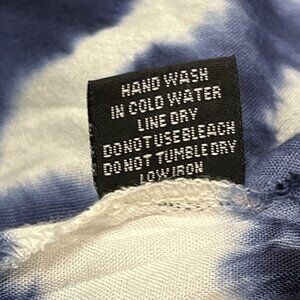 HAND WASH
IN COLD WATER
LINE DRY
DO NOT USE BLEACH
DO NOT TUMBLE DRY
LOW IRON